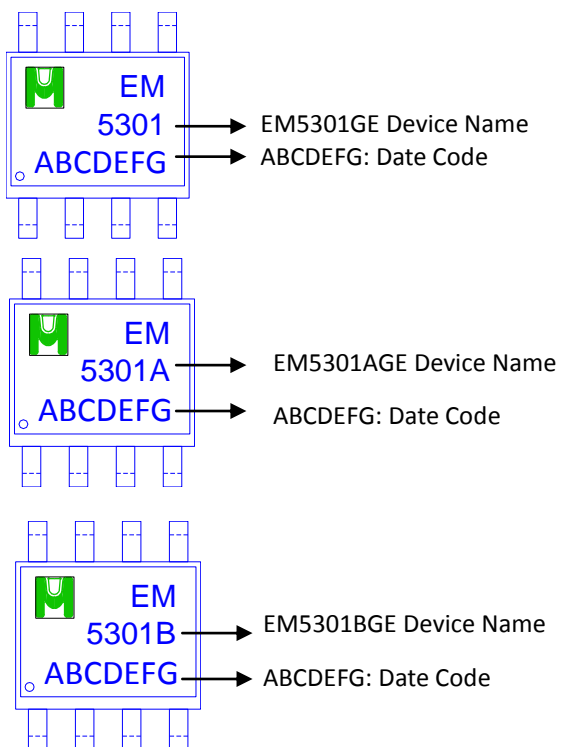 EM
5301
EM5301GE Device Name
ABCDEFG
ABCDEFG: Date Code
EM
5301A
EM5301AGE Device Name
ABCDEFG
ABCDEFG: Date Code
EM
5301B
EM5301BGE Device Name
ABCDEFG
ABCDEFG: Date Code